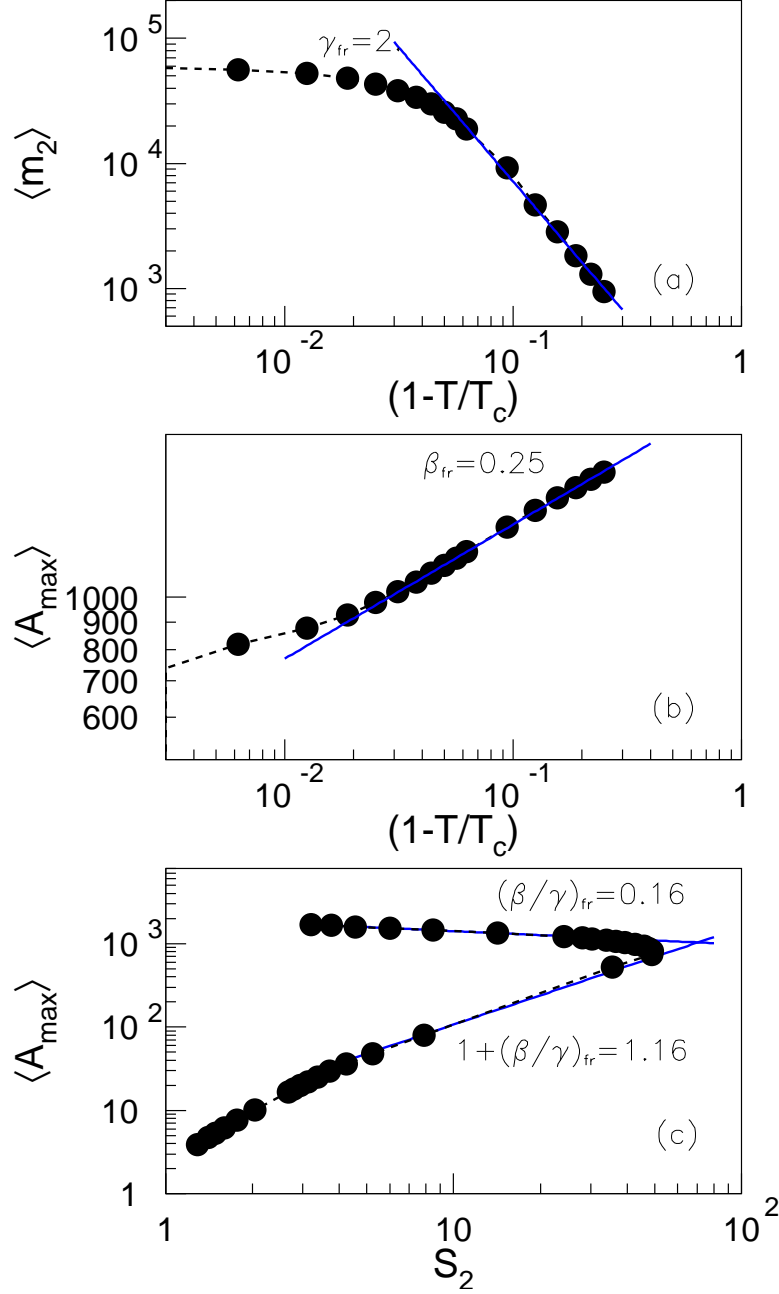 10^5
γ_fr=2.
10^4
⟨m_2⟩
10^3
(a)
10^-2 10^-1 1
(1-T/T_c)
β_fr=0.25
1000
900
800
700
600
⟨A_max⟩
(b)
10^-2 10^-1 1
(1-T/T_c)
(β/γ)_fr=0.16
10^3
⟨A_max⟩
10^2
1+(β/γ)_fr=1.16
10
(c)
1
1 10 10^2
S_2